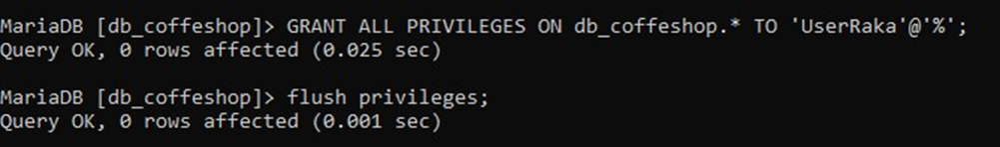 MariaDB [db_coffeshop]> GRANT ALL PRIVILEGES ON db_coffeshop.* TO 'UserRaka'@'%';
Query OK, 0 rows affected (0.025 sec)
MariaDB [db_coffeshop]> flush privileges;
Query OK, 0 rows affected (0.001 sec)